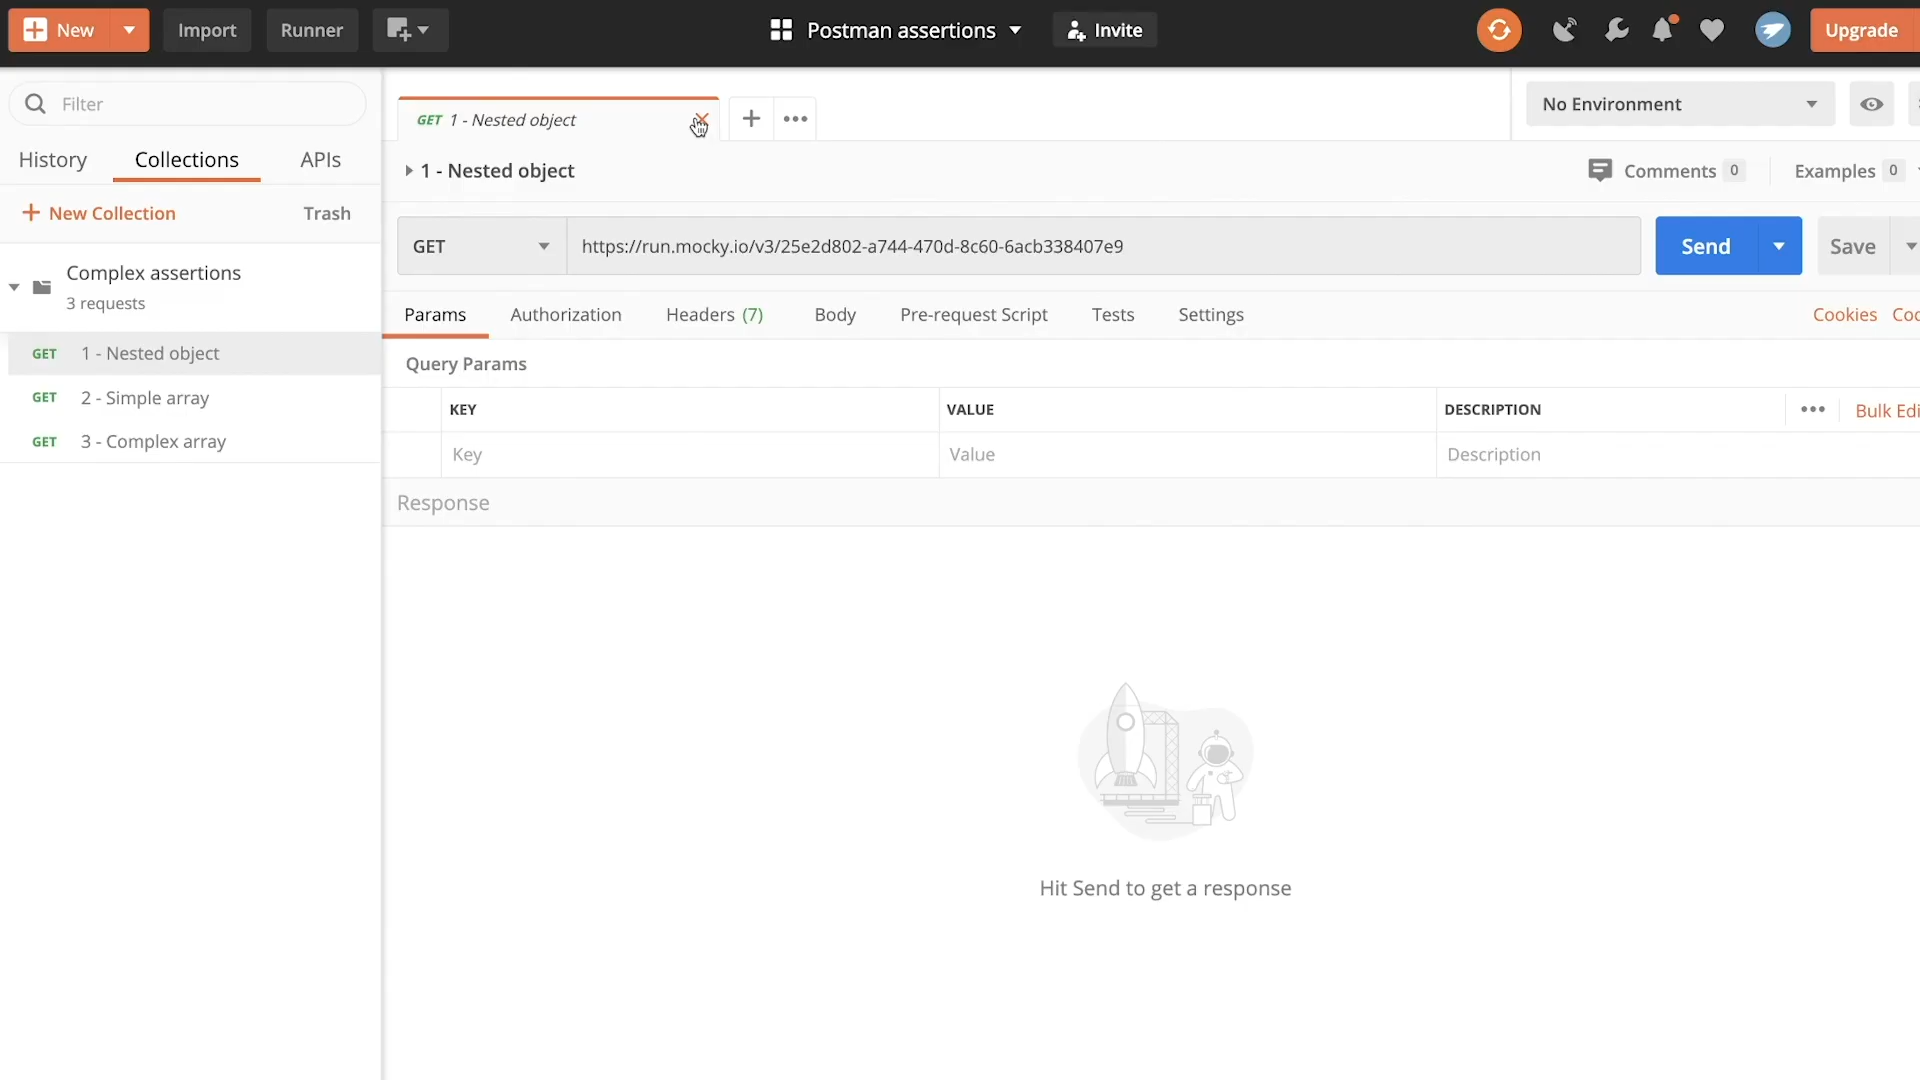 New
Import
Runner
Postman assertions
Invite
Upgrade
Filter
GET 1 - Nested object
No Environment
History
Collections
APIs
1 - Nested object
Comments 0
Examples 0
New Collection
Trash
GET
https://run.mocky.io/v3/25e2d802-a744-470d-8c60-6acb338407e9
Send
Save
Complex assertions
3 requests
Params
Authorization
Headers (7)
Body
Pre-request Script
Tests
Settings
Cookies
Coc
GET 1 - Nested object
GET 2 - Simple array
GET 3 - Complex array
Query Params
KEY
VALUE
DESCRIPTION
Bulk Edi
Key
Value
Description
Response
Hit Send to get a response